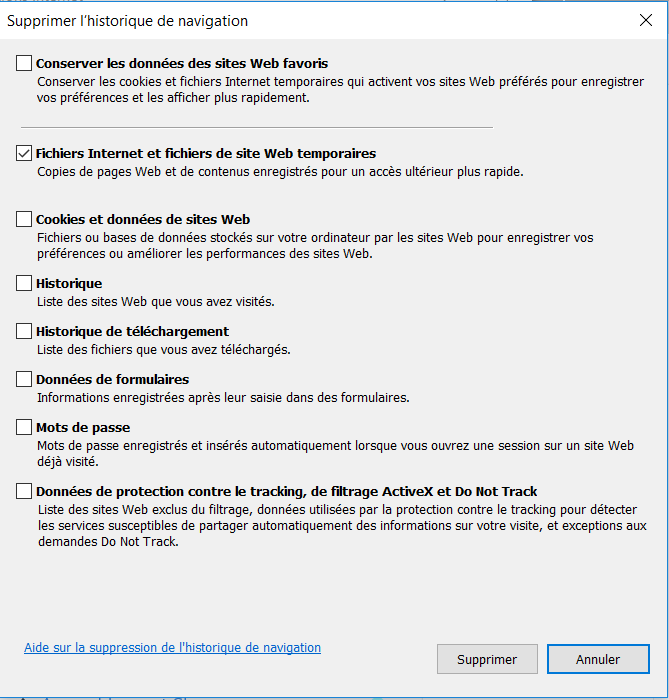 Supprimer l'historique de navigation
Conserver les données des sites Web favoris
Conserver les cookies et fichiers Internet temporaires qui activent vos sites Web préférés pour enregistrer
vos préférences et les afficher plus rapidement.
Fichiers Internet et fichiers de site Web temporaires
Copies de pages Web et de contenus enregistrés pour un accès ultérieur plus rapide.
Cookies et données de sites Web
Fichiers ou bases de données stockés sur votre ordinateur par les sites Web pour enregistrer vos
préférences ou améliorer les performances des sites Web.
Historique
Liste des sites Web que vous avez visités.
Historique de téléchargement
Liste des fichiers que vous avez téléchargés.
Données de formulaires
Informations enregistrées après leur saisie dans des formulaires.
Mots de passe
Mots de passe enregistrés et insérés automatiquement lorsque vous ouvrez une session sur un site Web
déjà visité.
Données de protection contre le tracking, de filtrage ActiveX et Do Not Track
Liste des sites Web exclus du filtrage, données utilisées par la protection contre le tracking pour détecter
les services susceptibles de partager automatiquement des informations sur votre visite, et exceptions aux
demandes Do Not Track.
Aide sur la suppression de l'historique de navigation
Supprimer
Annuler